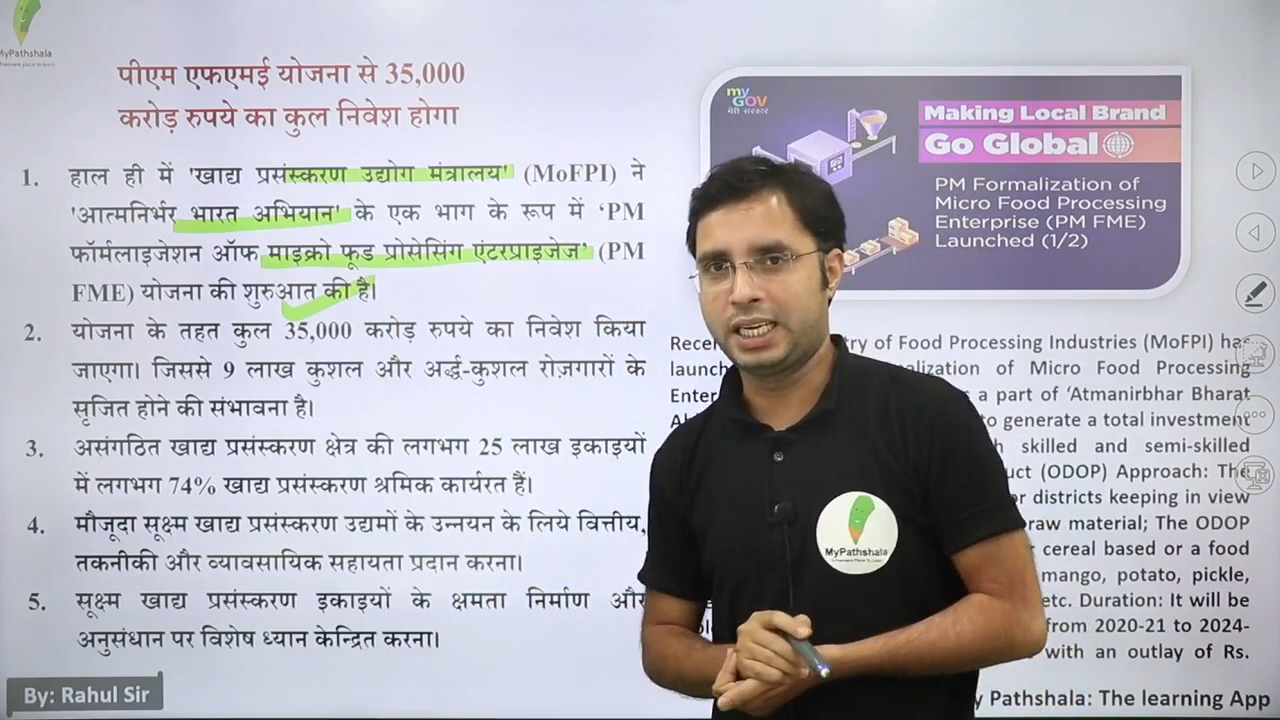 MyPathshala
पीएम एफएमई योजना से 35,000
करोड़ रुपये का कुल निवेश होगा
1. हाल ही में 'खाद्य प्रसंस्करण उद्योग मंत्रालय' (MoFPI) ने
'आत्मनिर्भर भारत अभियान' के एक भाग के रूप में ‘PM
फॉर्मलाइजेशन ऑफ माइक्रो फूड प्रोसेसिंग एंटरप्राइजेज’ (PM
FME) योजना की शुरुआत की है।
2. योजना के तहत कुल 35,000 करोड़ रुपये का निवेश किया
जाएगा। जिससे 9 लाख कुशल और अर्द्ध-कुशल रोज़गारों के
सृजित होने की संभावना है।
3. असंगठित खाद्य प्रसंस्करण क्षेत्र की लगभग 25 लाख इकाइयों
में लगभग 74% खाद्य प्रसंस्करण श्रमिक कार्यरत हैं।
4. मौजूदा सूक्ष्म खाद्य प्रसंस्करण उद्यमों के उन्नयन के लिये वित्तीय,
तकनीकी और व्यावसायिक सहायता प्रदान करना।
5. सूक्ष्म खाद्य प्रसंस्करण इकाइयों के क्षमता निर्माण और
अनुसंधान पर विशेष ध्यान केन्द्रित करना।
By: Rahul Sir
my
GOV
मेरी सरकार
Making Local Brand
Go Global
PM Formalization of
Micro Food Processing
Enterprise (PM FME)
Launched (1/2)
of Food Processing Industries (MoFPI) has
of Micro Food Processing
a part of ‘Atmanirbhar Bharat
to generate a total investment
skilled and semi-skilled
(ODOP) Approach: The
districts keeping in view
raw material; The ODOP
cereal based or a food
mango, potato, pickle,
etc. Duration: It will be
from 2020-21 to 2024-
with an outlay of Rs.
Pathshala: The learning App
MyPathshala